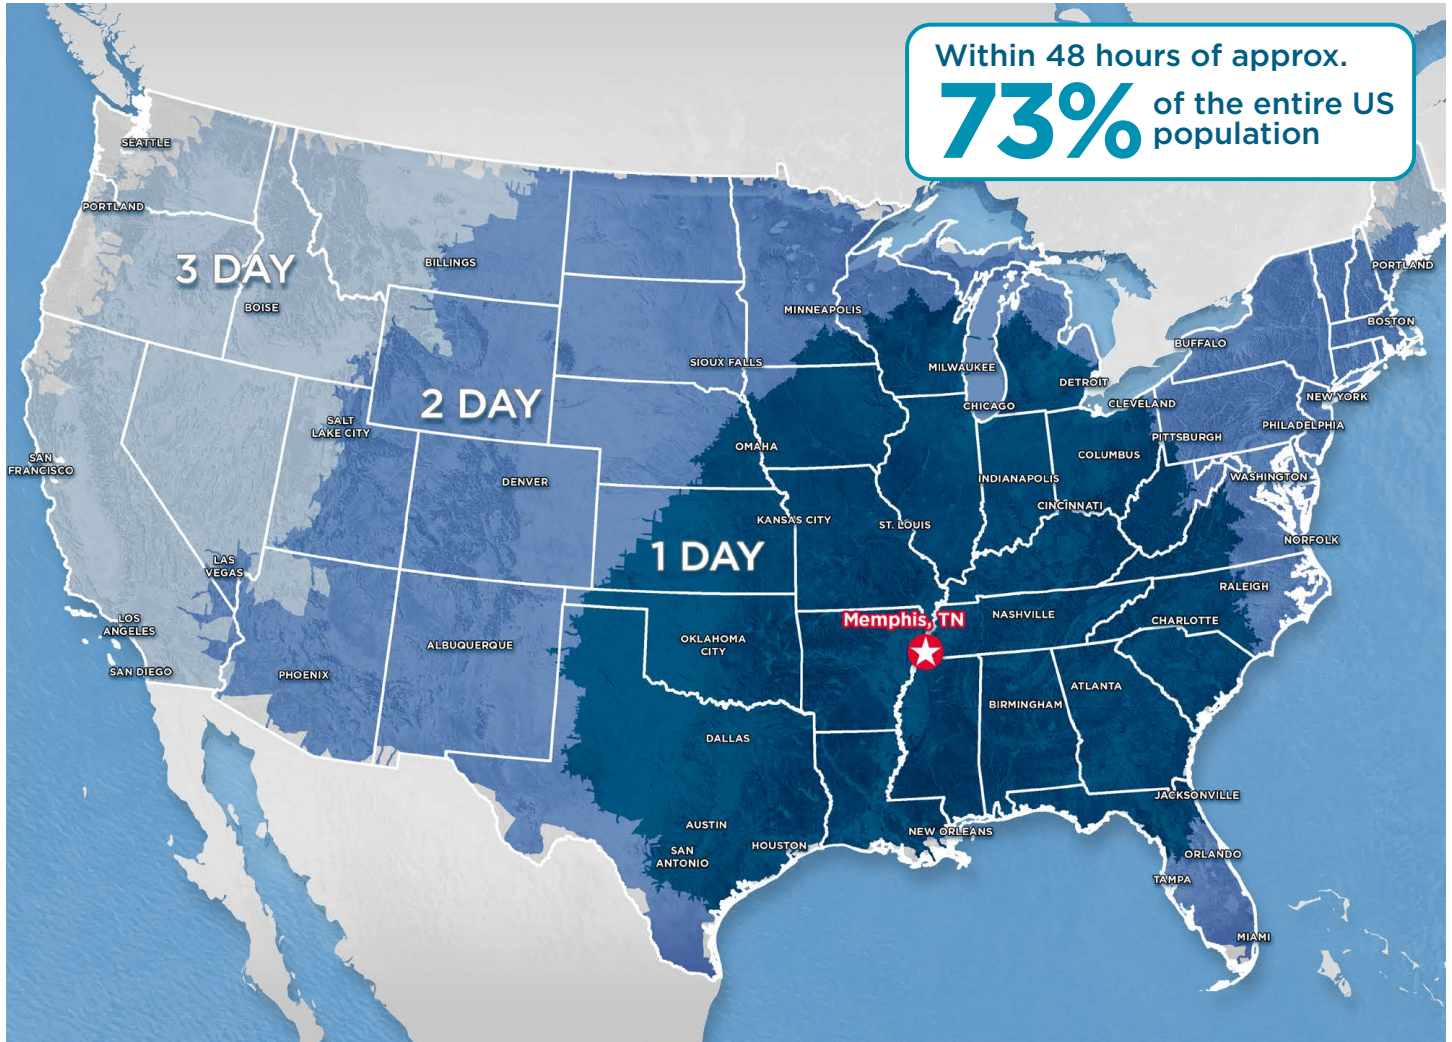 Within 48 hours of approx.
73%
of the entire US
population
SEATTLE
PORTLAND
3 DAY
BOISE
BILLINGS
MINNEAPOLIS
PORTLAND
BOSTON
BUFFALO
SIOUX FALLS
MILWAUKEE
DETROIT
CLEVELAND
CHICAGO
NEW YORK
2 DAY
SALT
LAKE CITY
PHILADELPHIA
PITTSBURGH
OMAHA
COLUMBUS
SAN
FRANCISCO
DENVER
INDIANAPOLIS
WASHINGTON
CINCINNATI
KANSAS CITY
ST. LOUIS
NORFOLK
1 DAY
LAS
VEGAS
RALEIGH
Memphis, TN
NASHVILLE
CHARLOTTE
LOS
ANGELES
OKLAHOMA
CITY
ALBUQUERQUE
SAN DIEGO
PHOENIX
ATLANTA
BIRMINGHAM
DALLAS
JACKSONVILLE
AUSTIN
NEW ORLEANS
HOUSTON
SAN
ANTONIO
ORLANDO
TAMPA
MIAMI